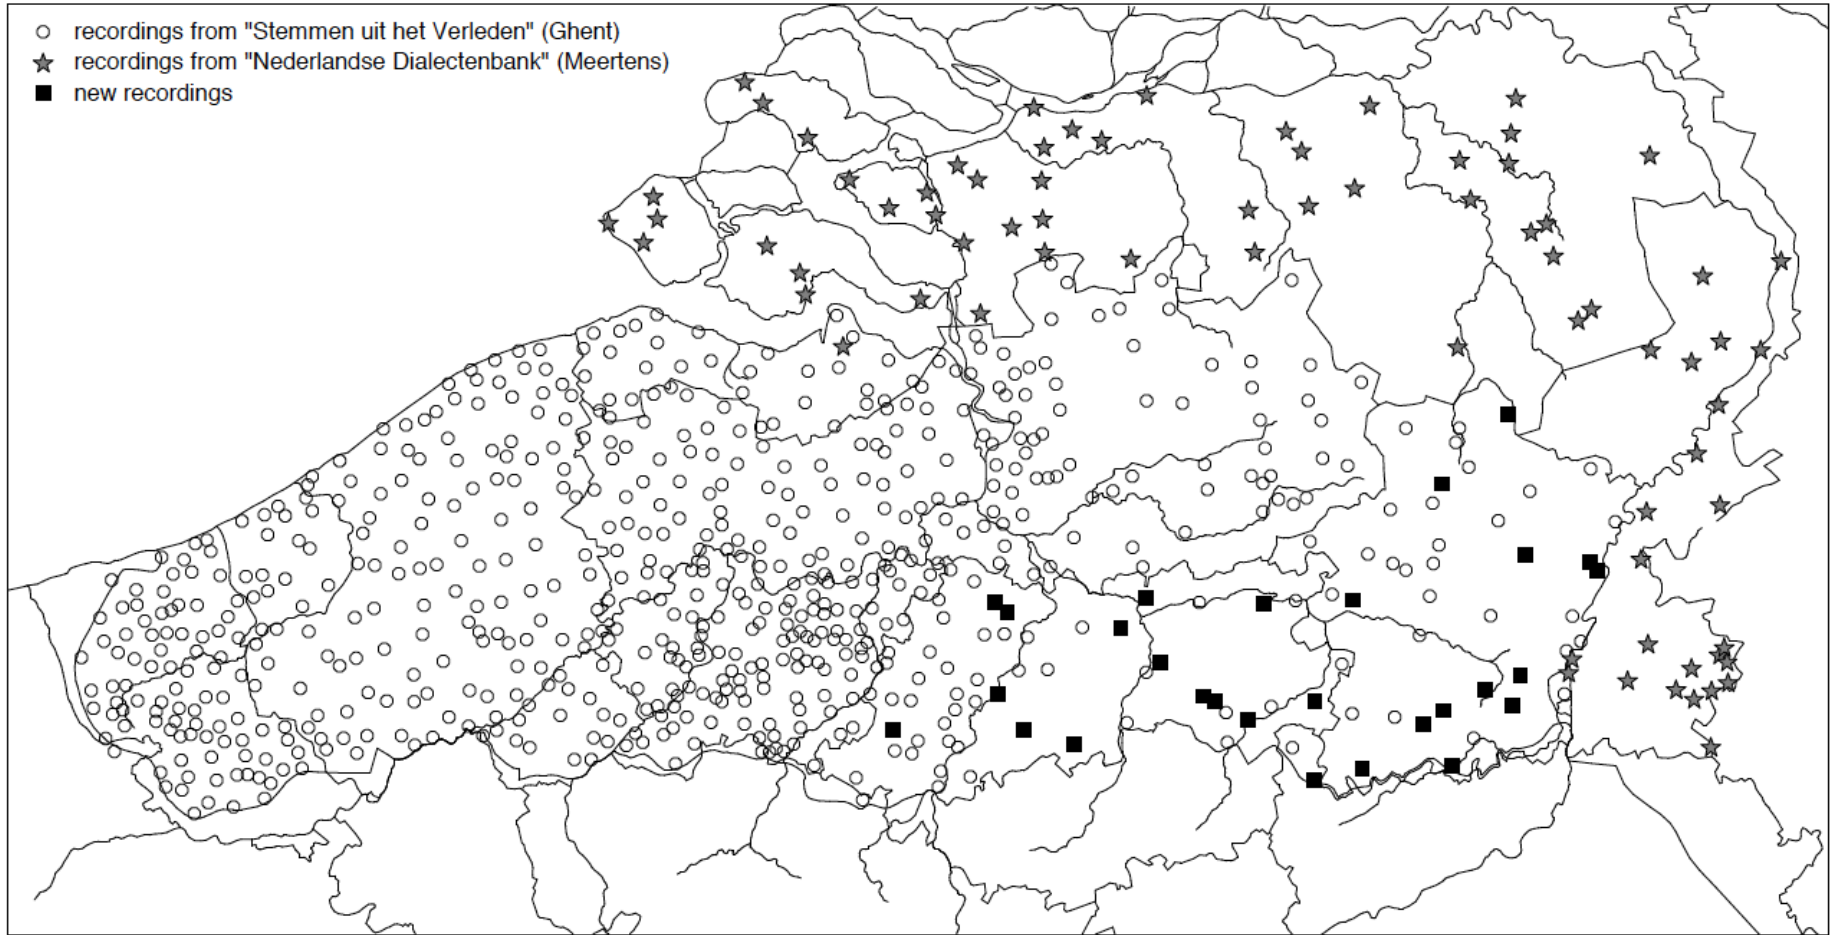 recordings from "Stemmen uit het Verleden" (Ghent)
recordings from "Nederlandse Dialectenbank" (Meertens)
new recordings